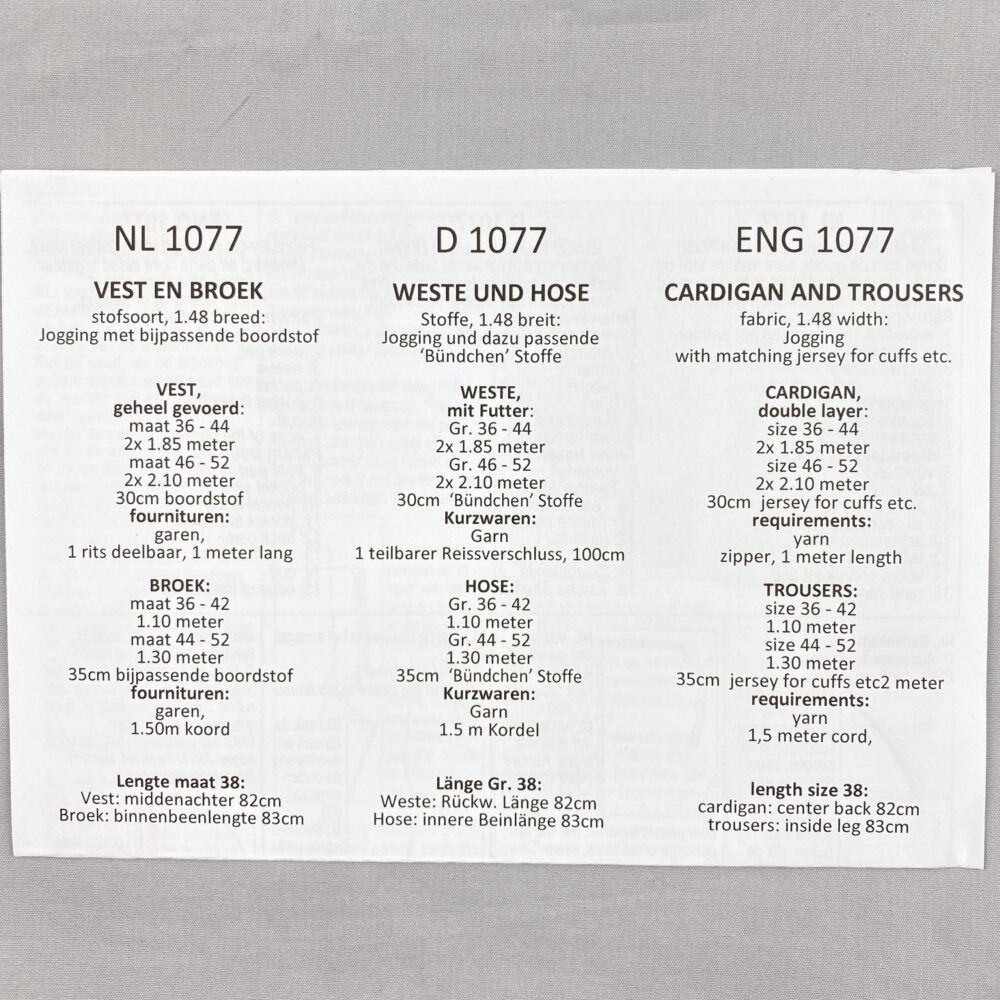 NL 1077
VEST EN BROEK
stofsoort, 1.48 breed:
Jogging met bijpassende boordstof
VEST,
geheel gevoerd:
maat 36 - 44
2x 1.85 meter
maat 46 - 52
2x 2.10 meter
30cm boordstof
fournituren:
garen,
1 rits deelbaar, 1 meter lang
BROEK:
maat 36 - 42
1.10 meter
maat 44 - 52
1.30 meter
35cm bijpassende boordstof
fournituren:
garen,
1.50m koord
Lengte maat 38:
Vest: middenachter 82cm
Broek: binnenbeenlengte 83cm
D 1077
WESTE UND HOSE
Stoffe, 1.48 breit:
Jogging und dazu passende
‘Bündchen’ Stoffe
WESTE,
mit Futter:
Gr. 36 - 44
2x 1.85 meter
Gr. 46 - 52
2x 2.10 meter
30cm ‘Bündchen’ Stoffe
Kurzwaren:
Garn
1 teilbarer Reissverschluss, 100cm
HOSE:
Gr. 36 - 42
1.10 meter
Gr. 44 - 52
1.30 meter
35cm ‘Bündchen’ Stoffe
Kurzwaren:
Garn
1.5 m Kordel
Länge Gr. 38:
Weste: Rückw. Länge 82cm
Hose: innere Beinlänge 83cm
ENG 1077
CARDIGAN AND TROUSERS
fabric, 1.48 width:
Jogging
with matching jersey for cuffs etc.
CARDIGAN,
double layer:
size 36 - 44
2x 1.85 meter
size 46 - 52
2x 2.10 meter
30cm jersey for cuffs etc.
requirements:
yarn
zipper, 1 meter length
TROUSERS:
size 36 - 42
1.10 meter
size 44 - 52
1.30 meter
35cm jersey for cuffs etc2 meter
requirements:
yarn
1,5 meter cord,
length size 38:
cardigan: center back 82cm
trousers: inside leg 83cm